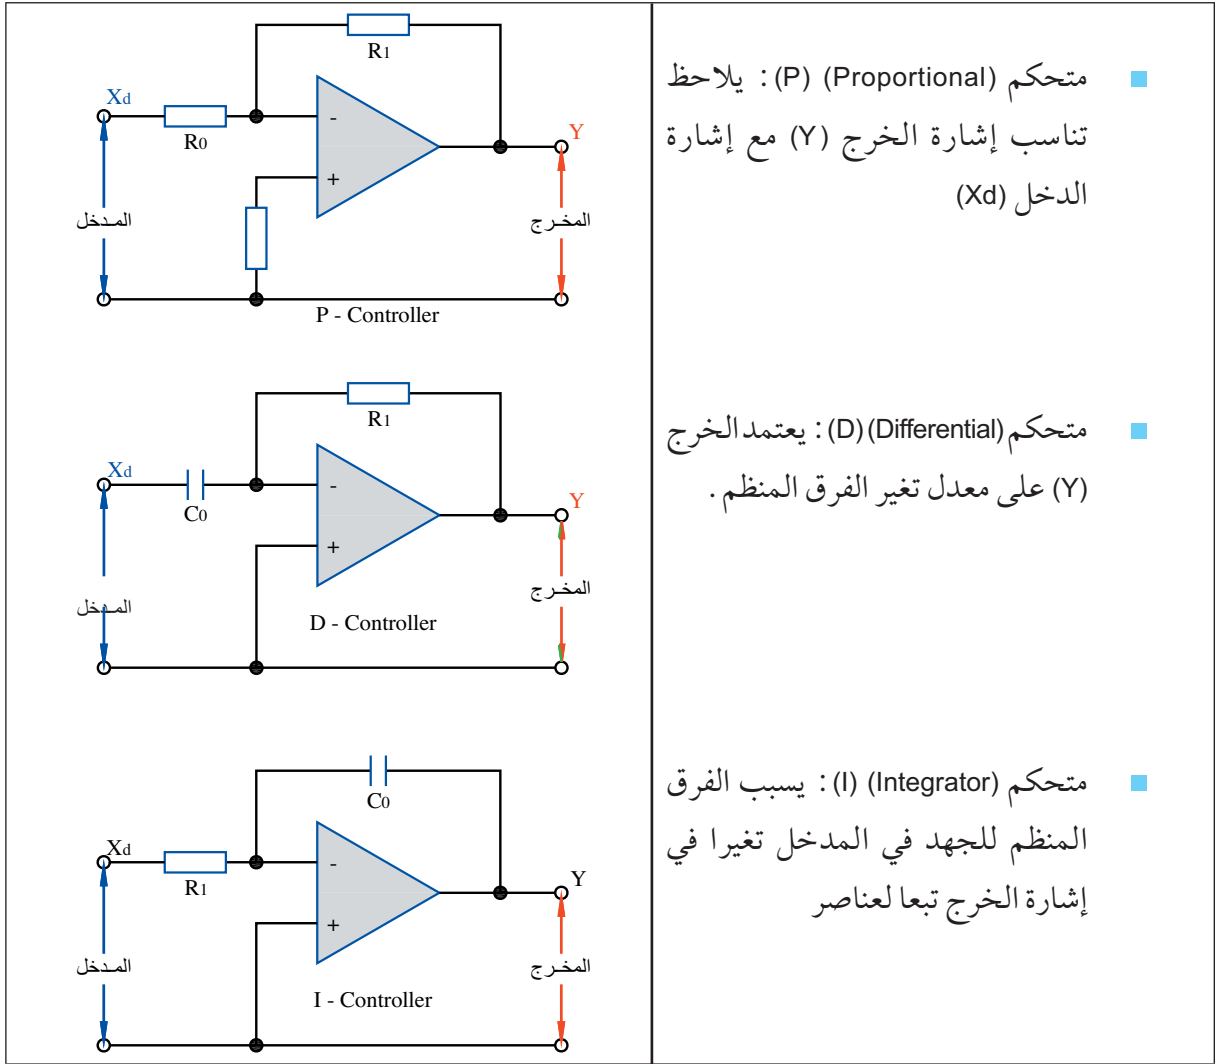 متحكم (Proportional) (P) : يلاحظ
تناسب إشارة الخرج (Y) مع إشارة
الدخل (Xd)
R1
Xd
R0
-
+
Y
المدخل
المخرج
P - Controller
متحكم (Differential) (D) : يعتمد الخرج
(Y) على معدل تغير الفرق المنظم .
R1
Xd
C0
-
+
Y
المدخل
المخرج
D - Controller
متحكم (Integrator) (I) : يسبب الفرق
المنظم للجهد في المدخل تغيرا في
إشارة الخرج تبعا لعناصر
C0
Xd
R1
-
+
Y
المدخل
المخرج
I - Controller